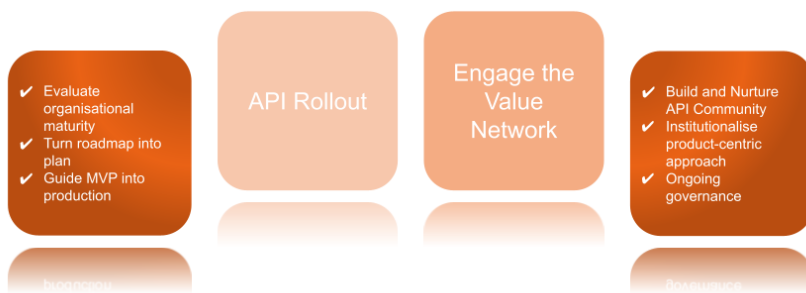 ✔ Evaluate
organisational
maturity
✔ Turn roadmap into
plan
✔ Guide MVP into
production
API Rollout
Engage the
Value
Network
✔ Build and Nurture
API Community
✔ Institutionalise
product-centric
approach
✔ Ongoing
governance